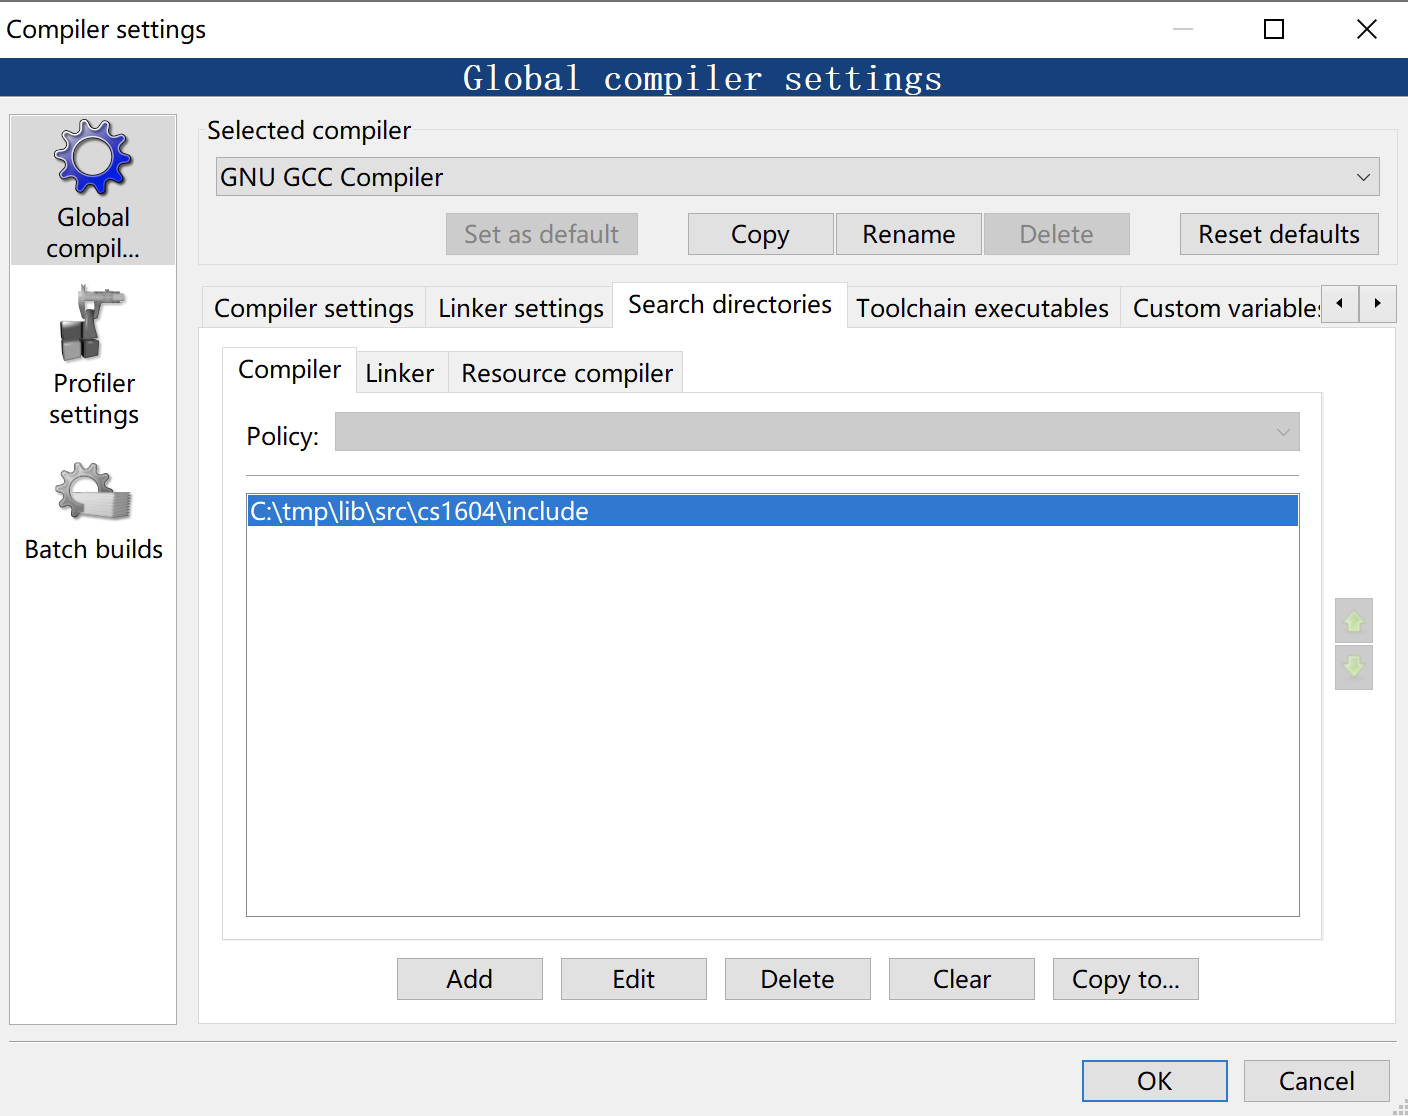 Compiler settings
Global compiler settings
Global
compil...
Profiler
settings
Batch builds
Selected compiler
GNU GCC Compiler
Set as default
Copy
Rename
Delete
Reset defaults
Compiler settings
Linker settings
Search directories
Toolchain executables
Custom variables
Compiler
Linker
Resource compiler
Policy:
C:\tmp\lib\src\cs1604\include
Add
Edit
Delete
Clear
Copy to...
OK
Cancel